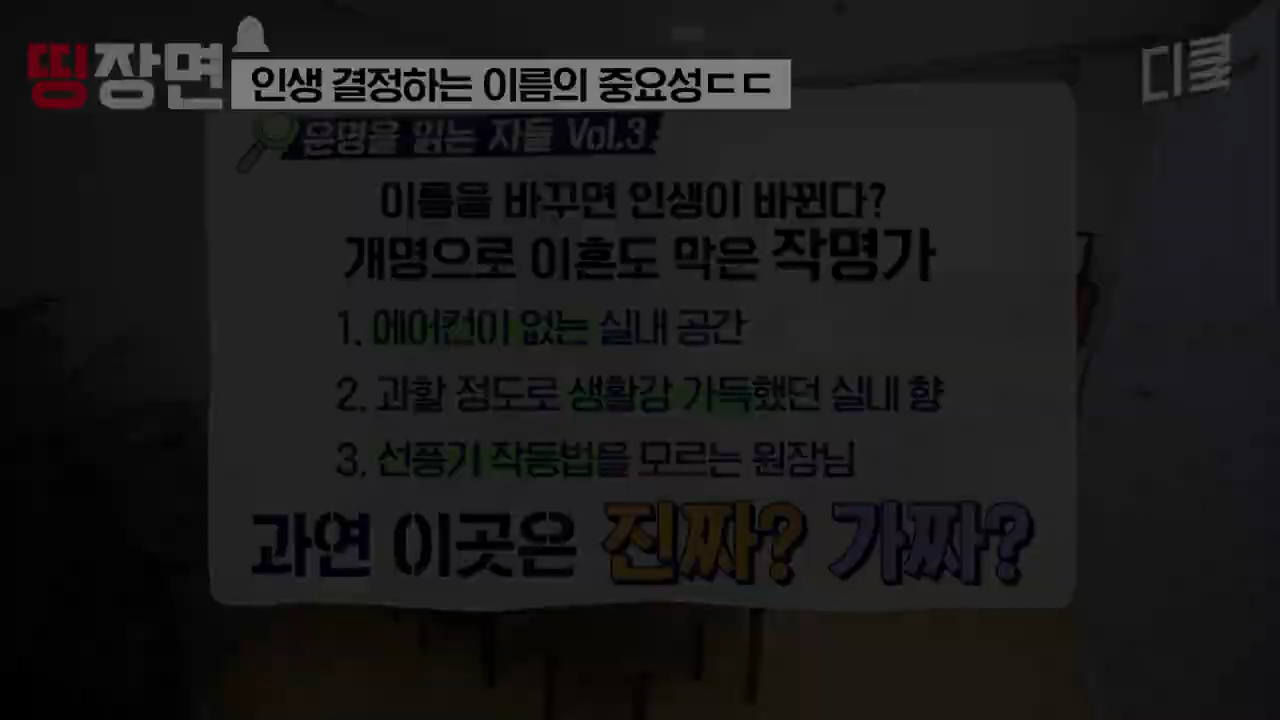 띵장면
인생 결정하는 이름의 중요성ㄷㄷ
디글
운명을 읽는 자들 Vol.3
이름을 바꾸면 인생이 바뀐다?
개명으로 이혼도 막은 작명가
1. 에어컨이 없는 실내 공간
2. 과할 정도로 생활감 가득했던 실내 향
3. 선풍기 작동법을 모르는 원장님
과연 이곳은 진짜? 가짜?